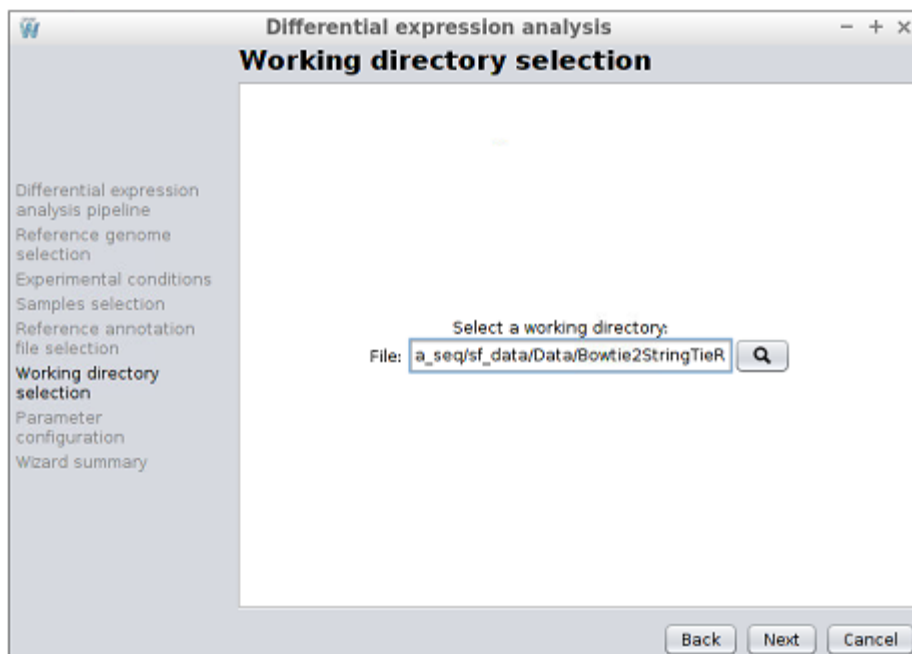 Differential expression analysis
Working directory selection
Differential expression
analysis pipeline
Reference genome
selection
Experimental conditions
Samples selection
Reference annotation
file selection
Working directory
selection
Parameter
configuration
Wizard summary
Select a working directory:
File: a_seq/sf_data/Data/Bowtie2StringTieR
Back Next Cancel